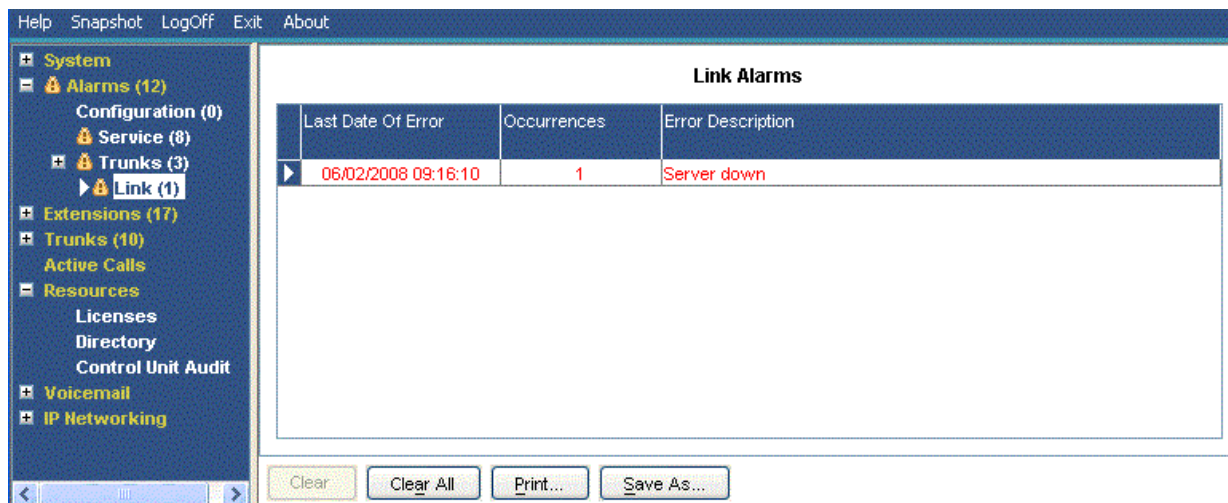 Help Snapshot LogOff Exit About
System
Alarms (12)
Configuration (0)
Service (8)
Trunks (3)
Link (1)
Extensions (17)
Trunks (10)
Active Calls
Resources
Licenses
Directory
Control Unit Audit
Voicemail
IP Networking
Link Alarms
Last Date Of Error Occurrences Error Description
06/02/2008 09:16:10 1 Server down
Clear Clear All Print... Save As...